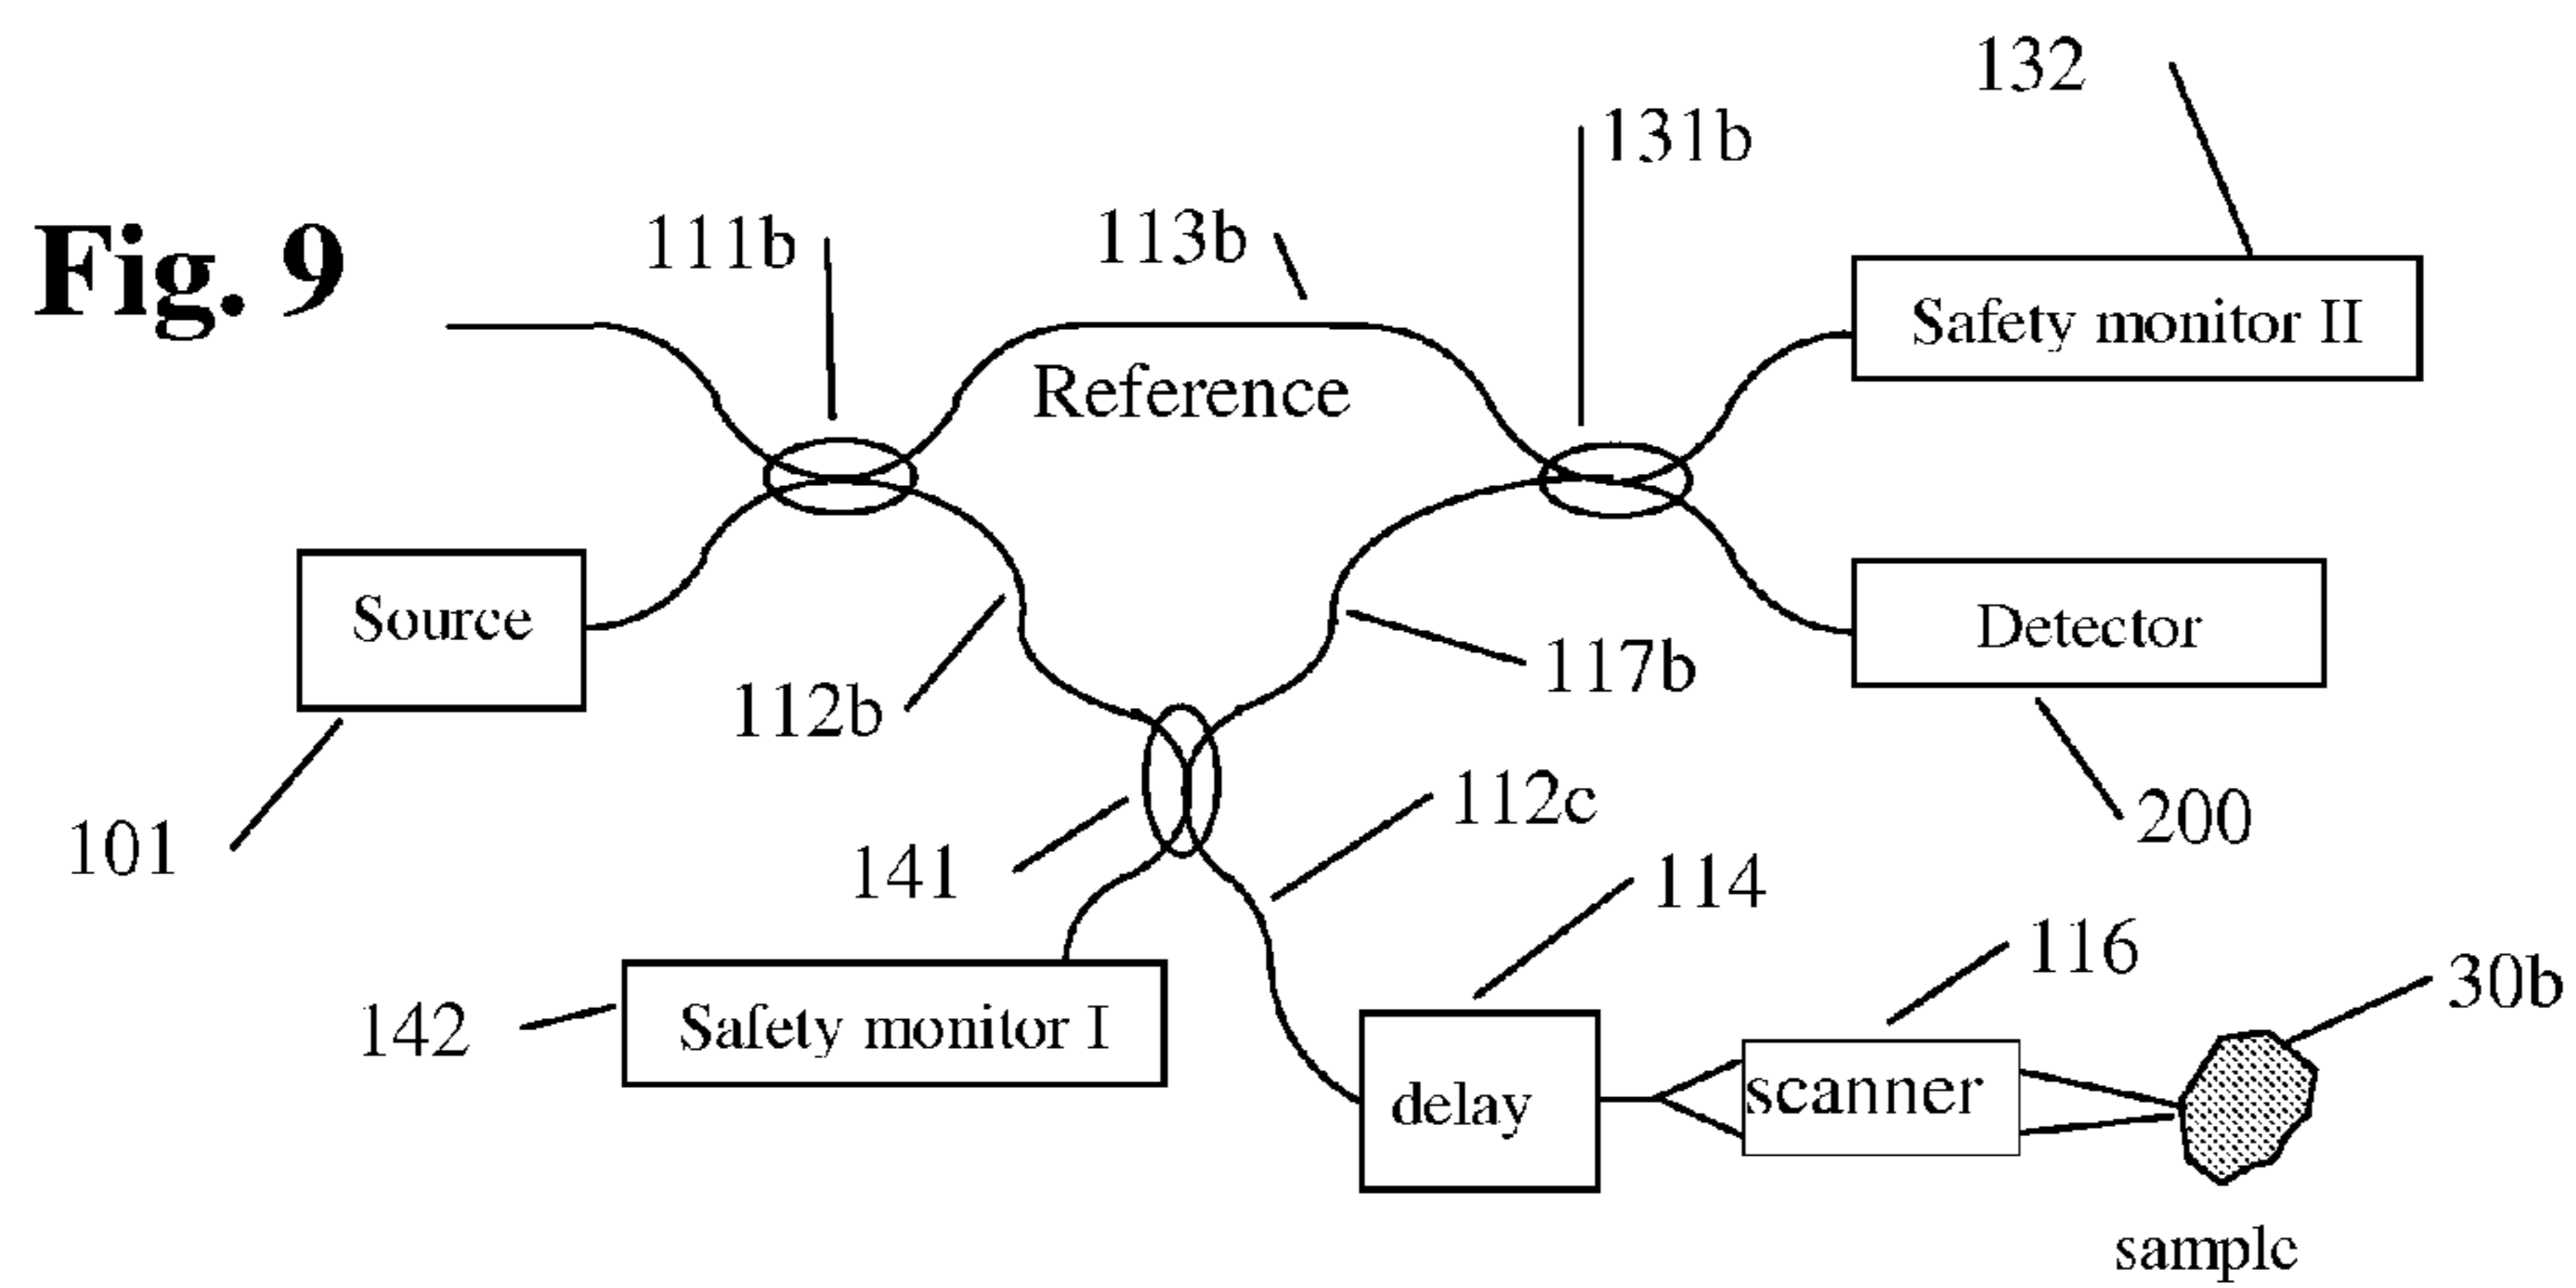 132
131b
Fig. 9
111b
113b
Safety monitor II
Reference
Source
Detector
112b
117b
101
141
112c
200
114
142
Safety monitor I
116
30b
delay
scanner
sample